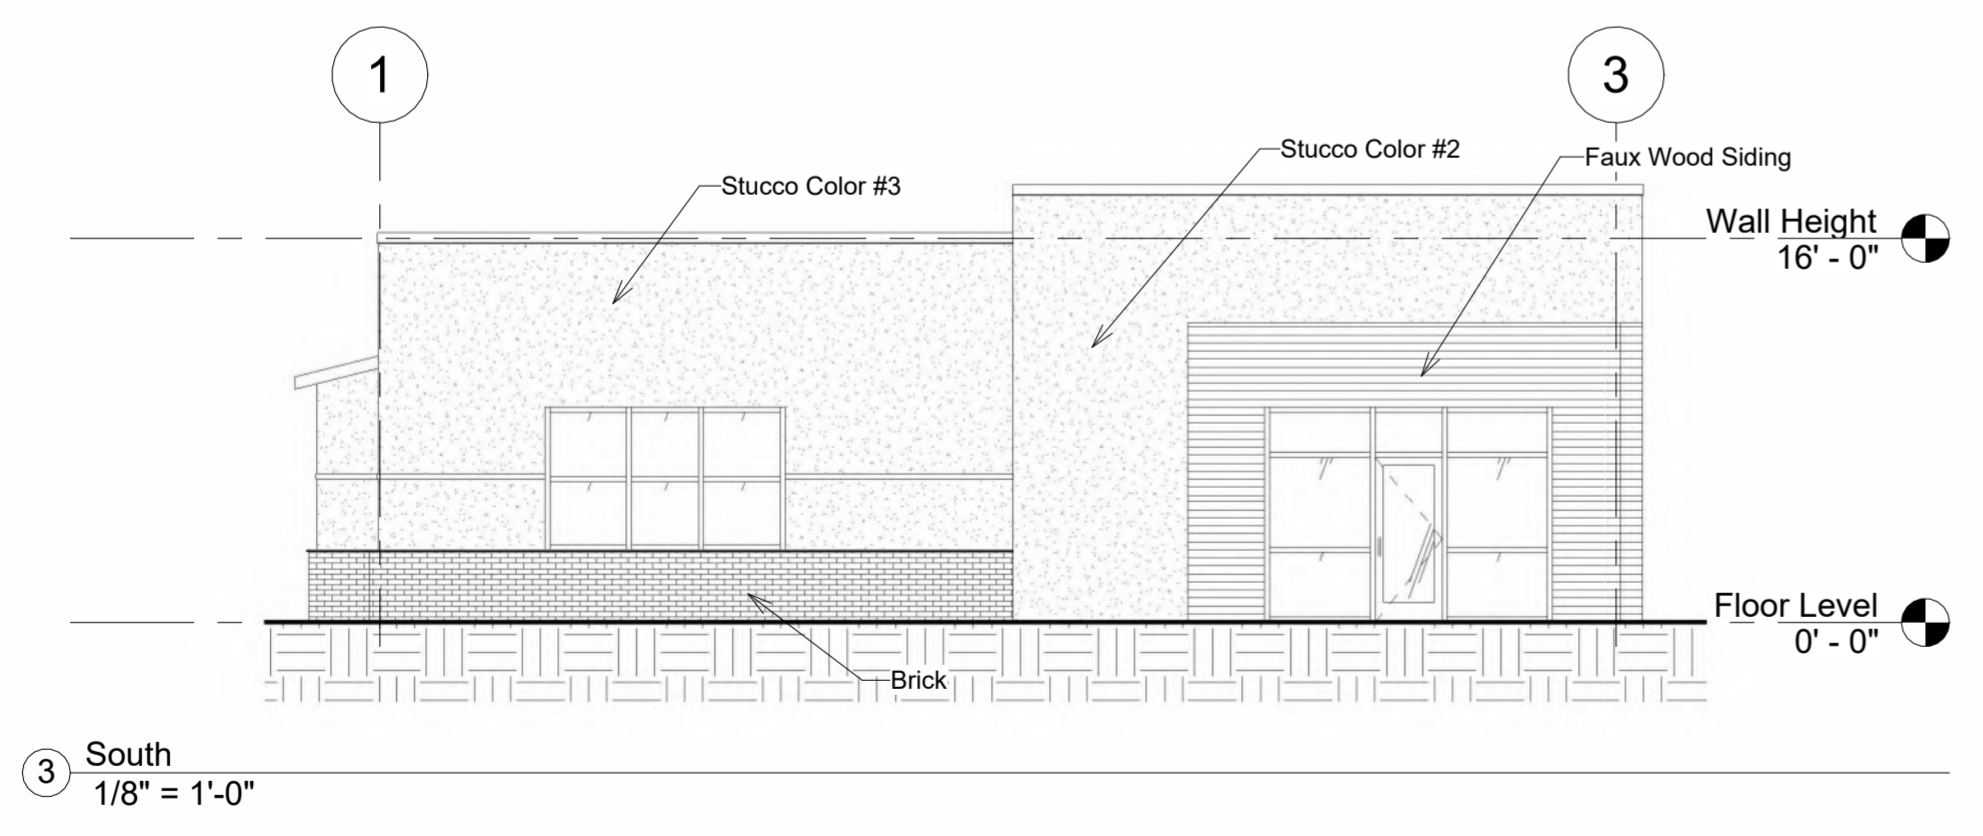 1
3
Stucco Color #2
Faux Wood Siding
Stucco Color #3
Wall Height
16' - 0"
Floor Level
0' - 0"
Brick
3
South
1/8" = 1'-0"